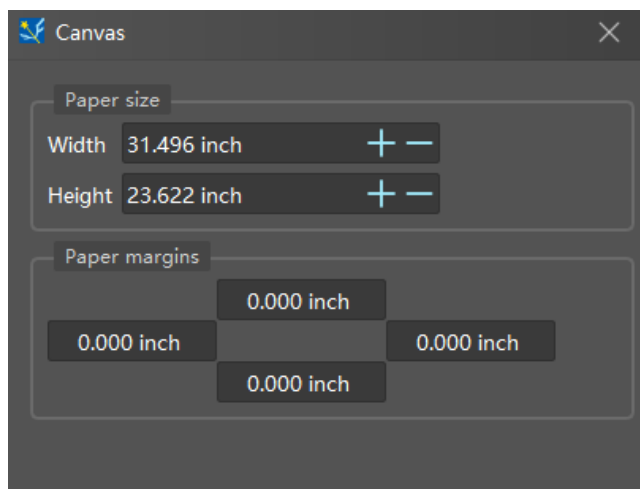 Canvas
Paper size
Width 31.496 inch
Height 23.622 inch
Paper margins
0.000 inch
0.000 inch 0.000 inch
0.000 inch